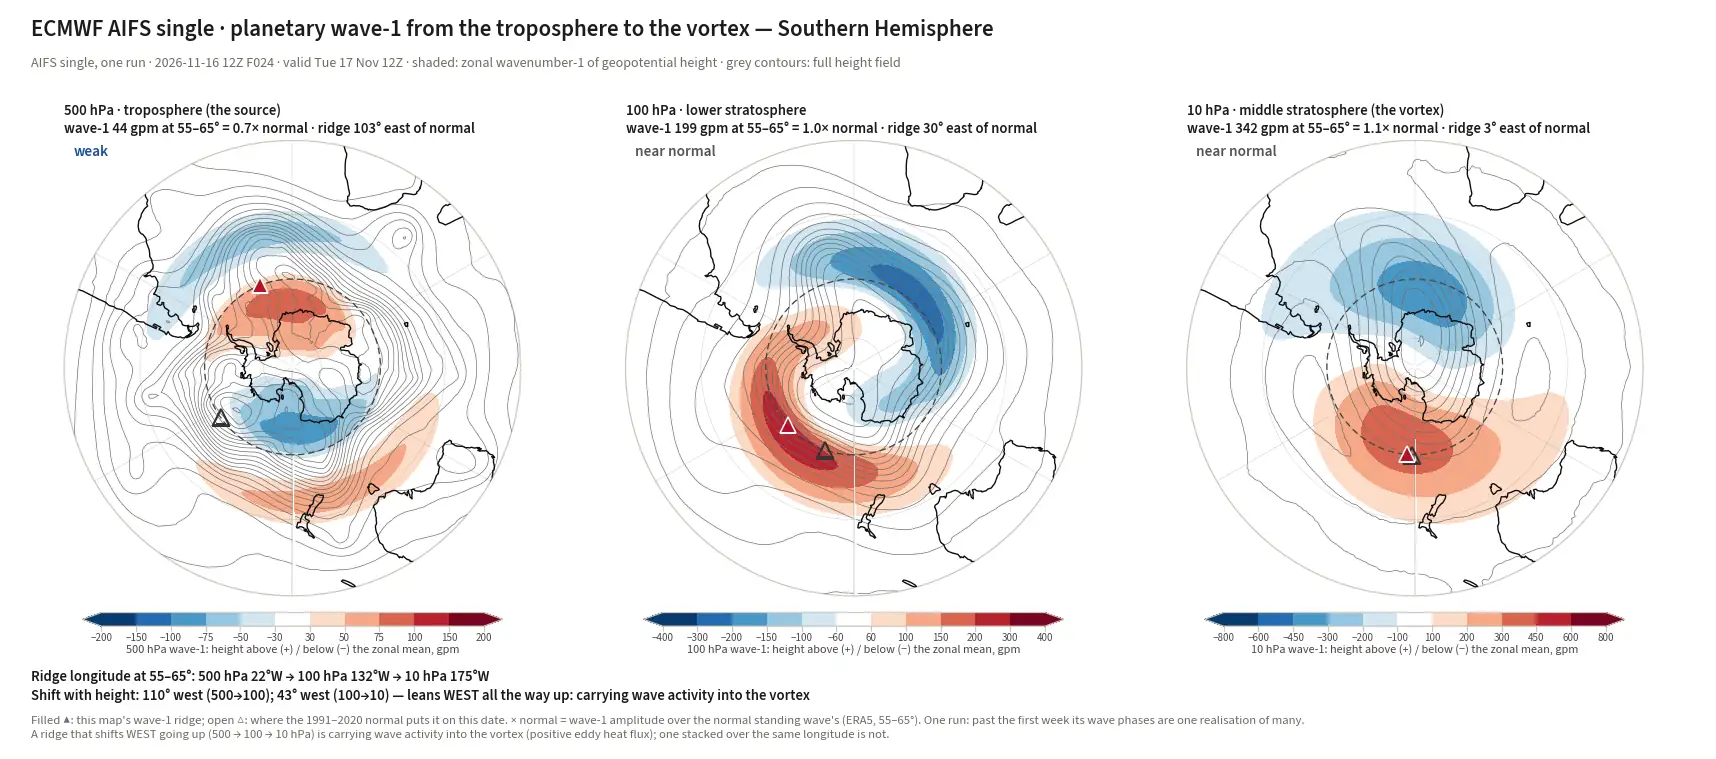 ECMWF AIFS single · planetary wave-1 from the troposphere to the vortex — Southern Hemisphere
AIFS single, one run · 2026-11-16 12Z F024 · valid Tue 17 Nov 12Z · shaded: zonal wavenumber-1 of geopotential height · grey contours: full height field
500 hPa · troposphere (the source)
wave-1 44 gpm at 55–65° = 0.7× normal · ridge 103° east of normal
weak
100 hPa · lower stratosphere
wave-1 199 gpm at 55–65° = 1.0× normal · ridge 30° east of normal
near normal
10 hPa · middle stratosphere (the vortex)
wave-1 342 gpm at 55–65° = 1.1× normal · ridge 3° east of normal
near normal
−200 −150 −100 −75 −50 −30 30 50 75 100 150 200
500 hPa wave-1: height above (+) / below (−) the zonal mean, gpm
−400 −300 −200 −150 −100 −60 60 100 150 200 300 400
100 hPa wave-1: height above (+) / below (−) the zonal mean, gpm
−800 −600 −450 −300 −200 −100 100 200 300 450 600 800
10 hPa wave-1: height above (+) / below (−) the zonal mean, gpm
Ridge longitude at 55–65°: 500 hPa 22°W → 100 hPa 132°W → 10 hPa 175°W
Shift with height: 110° west (500→100); 43° west (100→10) — leans WEST all the way up: carrying wave activity into the vortex
Filled ▲: this map's wave-1 ridge; open △: where the 1991–2020 normal puts it on this date. × normal = wave-1 amplitude over the normal standing wave's (ERA5, 55–65°). One run: past the first week its wave phases are one realisation of many.
A ridge that shifts WEST going up (500 → 100 → 10 hPa) is carrying wave activity into the vortex (positive eddy heat flux); one stacked over the same longitude is not.